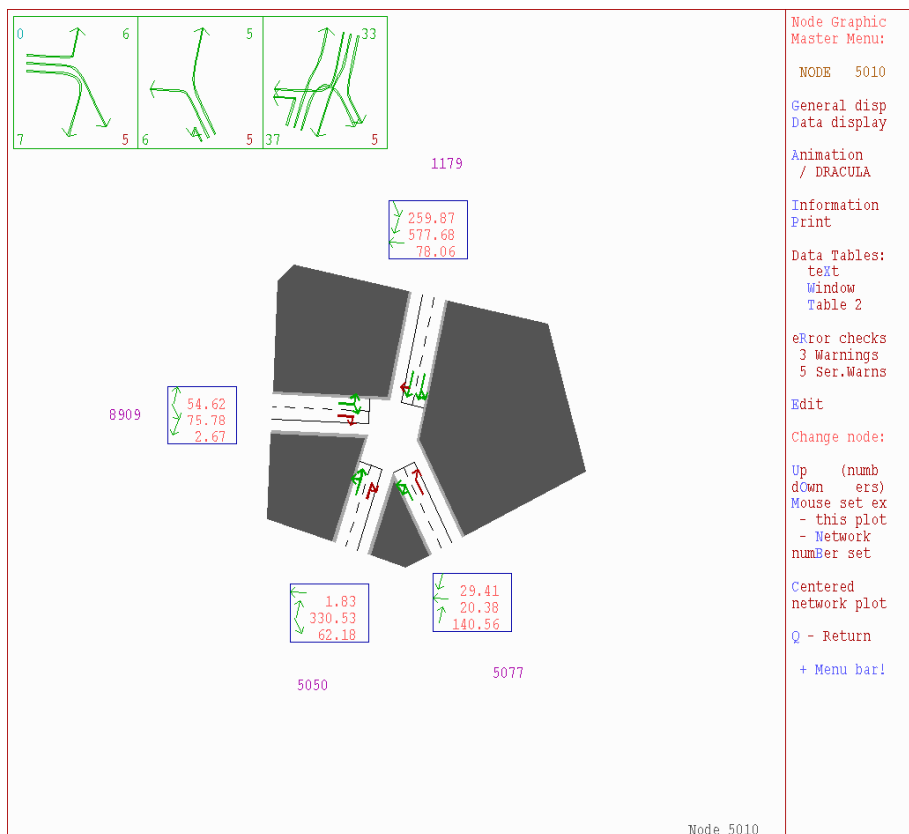 0 6 5 33
7 5 6 5 37 5
1179
259.87
577.68
78.06
8909
54.62
75.78
2.67
1.83
330.53
62.18
29.41
20.38
140.56
5050
5077
Node 5010
Node Graphic
Master Menu:
NODE 5010
General disp
Data display
Animation
/ DRACULA
Information
Print
Data Tables:
teXt
Window
Table 2
eRror checks
3 Warnings
5 Ser.Warns
Edit
Change node:
Up (numb
dOwn ers)
Mouse set ex
- this plot
- Network
numBer set
Centered
network plot
Q - Return
+ Menu bar!